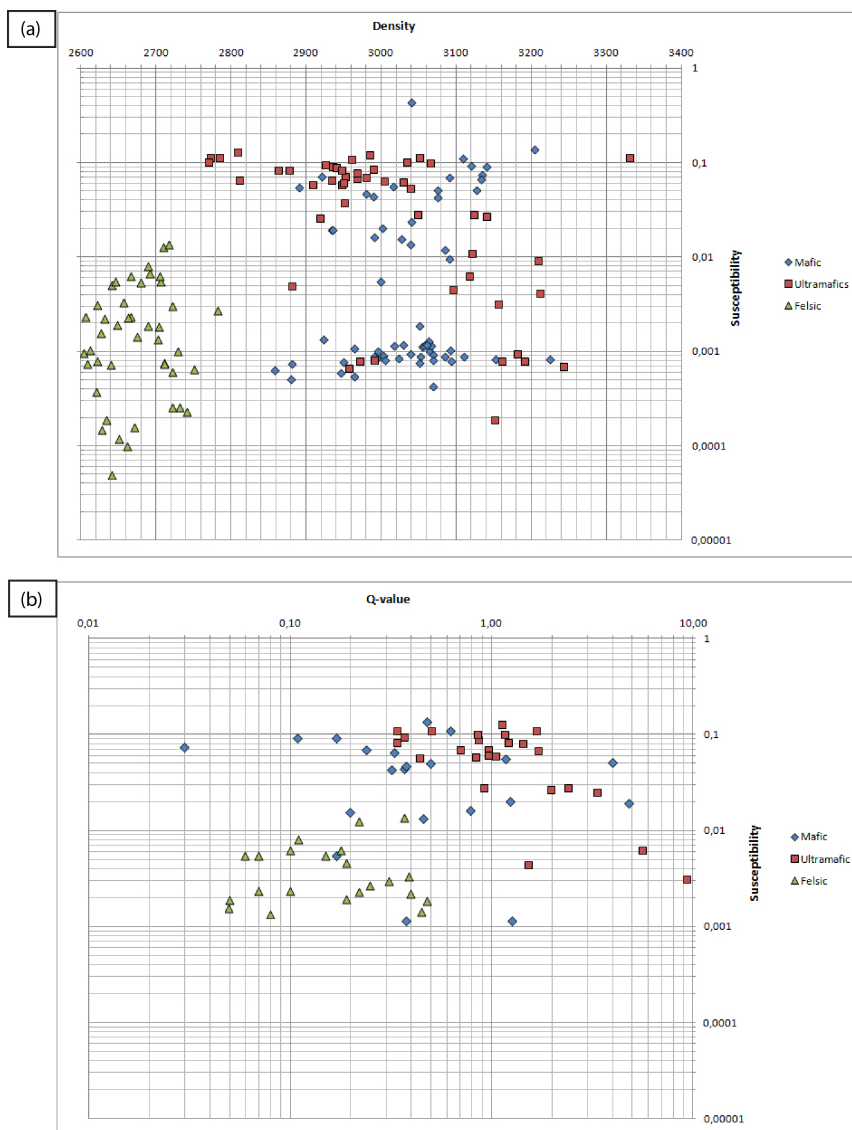 (a)
Density
2600 2700 2800 2900 3000 3100 3200 3300 3400
1
0,1
0,01
0,001
0,0001
0,00001
Susceptibility
Mafic
Ultramafics
Felsic
(b)
Q-value
0,01 0,10 1,00 10,00
1
0,1
0,01
0,001
0,0001
0,00001
Susceptibility
Mafic
Ultramafic
Felsic